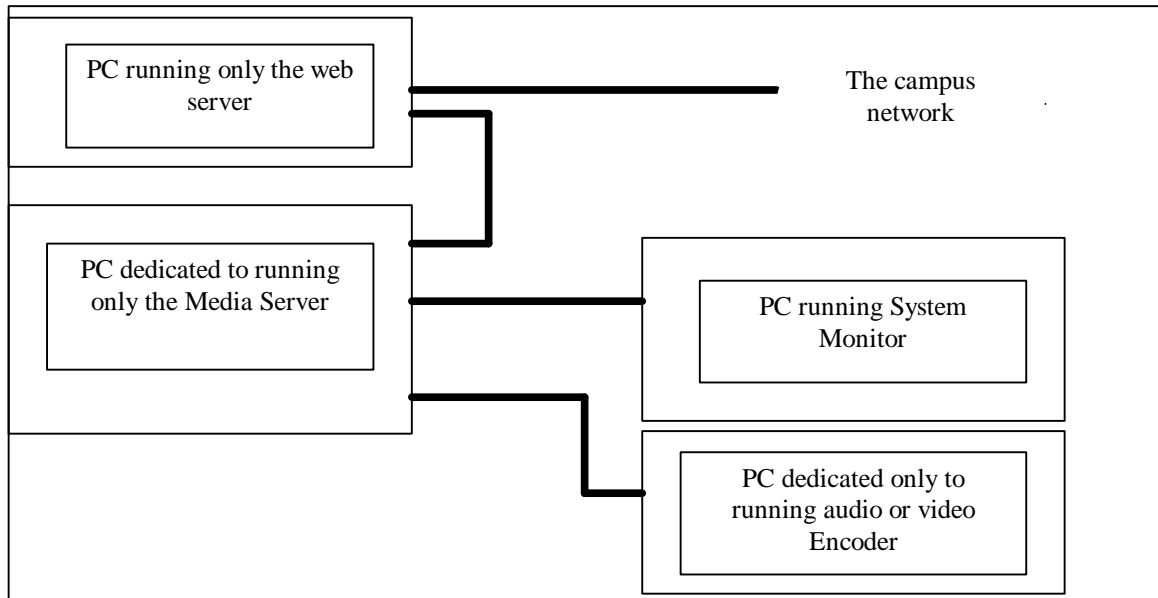 PC running only the web
server
The campus
network
PC dedicated to running
only the Media Server
PC running System
Monitor
PC dedicated only to
running audio or video
Encoder